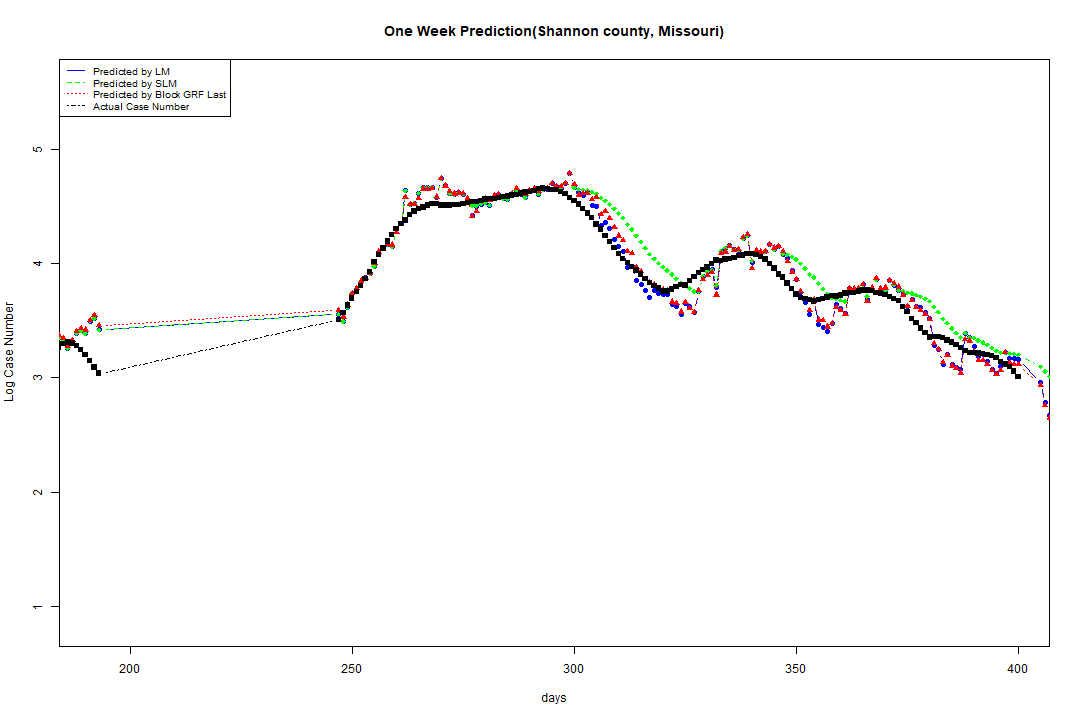 One Week Prediction(Shannon county, Missouri)
Predicted by LM
Predicted by SLM
Predicted by Block GRF Last
Actual Case Number
5
4
3
2
1
Log Case Number
200
250
300
350
400
days